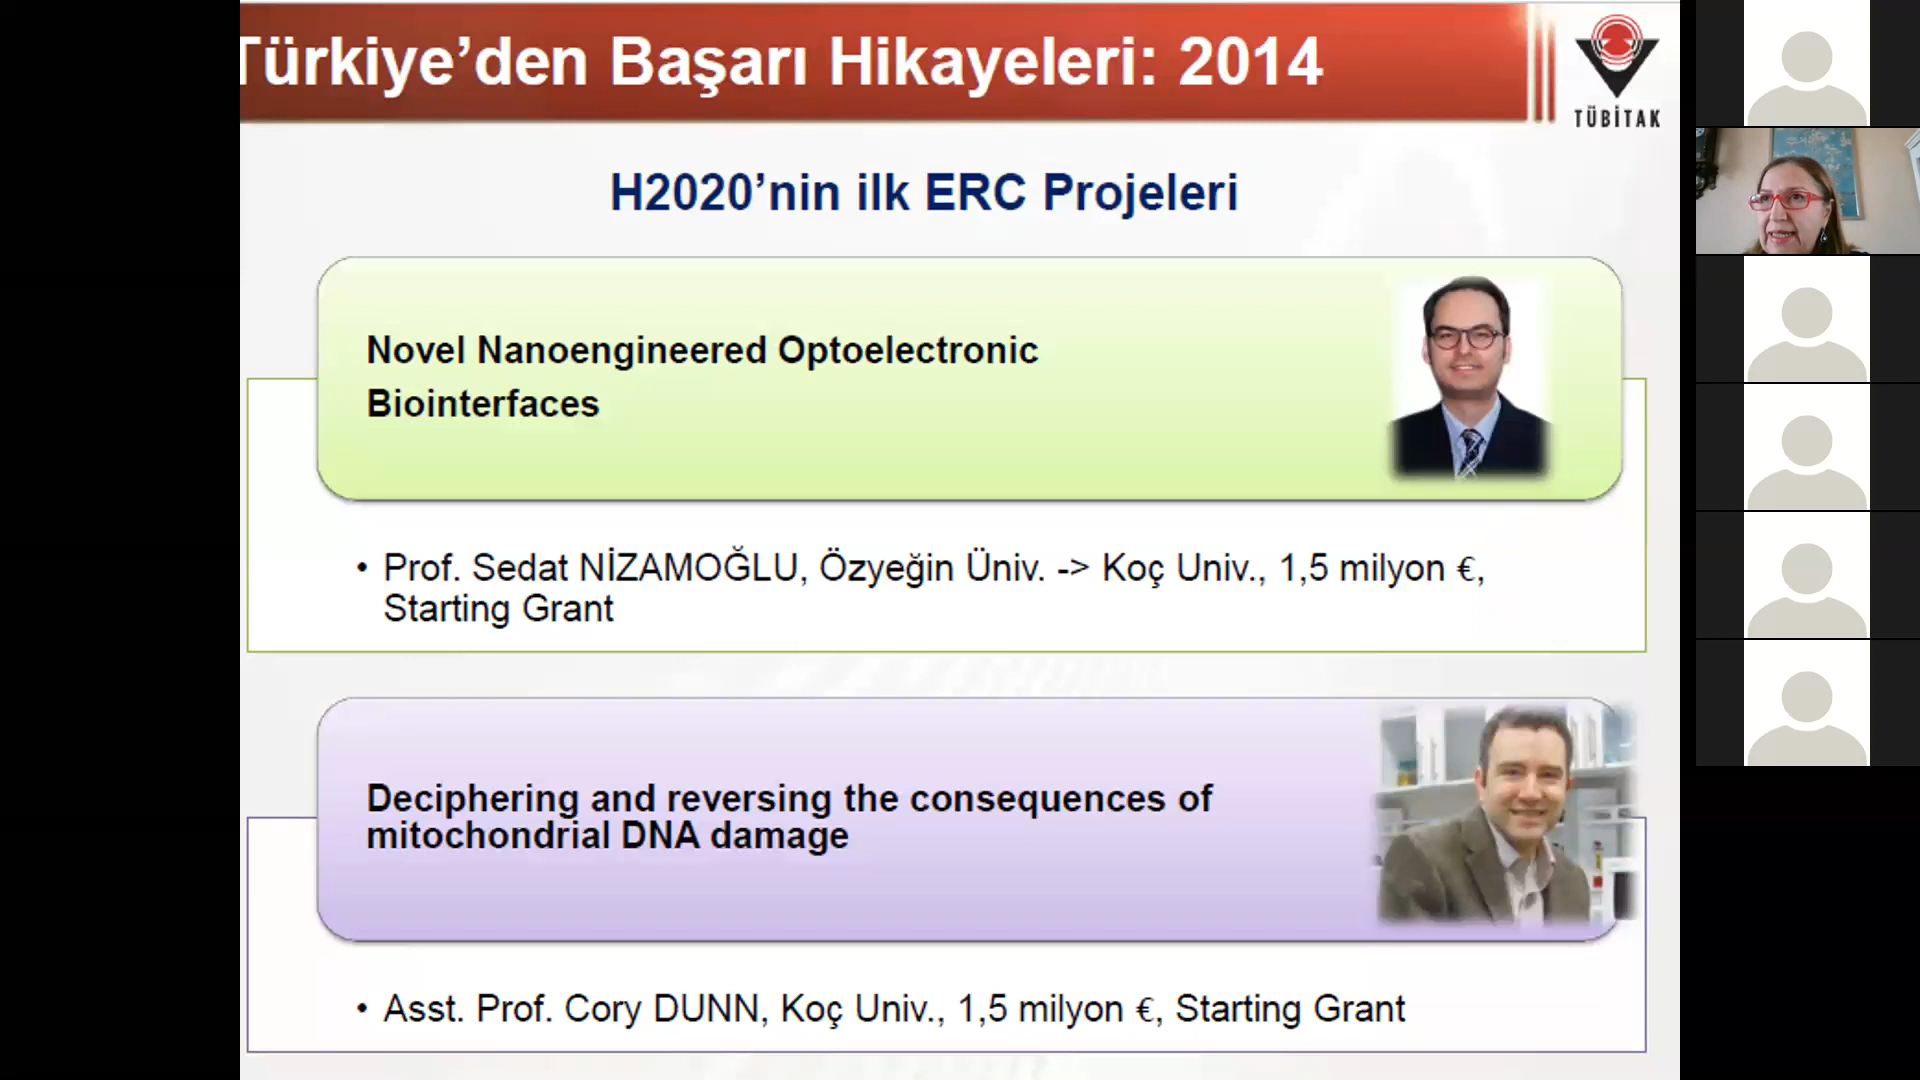 Türkiye’den Başarı Hikayeleri: 2014
TÜBİTAK
H2020’nin ilk ERC Projeleri
Novel Nanoengineered Optoelectronic
Biointerfaces
• Prof. Sedat NİZAMOĞLU, Özyeğin Üniv. -> Koç Univ., 1,5 milyon €,
Starting Grant
Deciphering and reversing the consequences of
mitochondrial DNA damage
• Asst. Prof. Cory DUNN, Koç Univ., 1,5 milyon €, Starting Grant